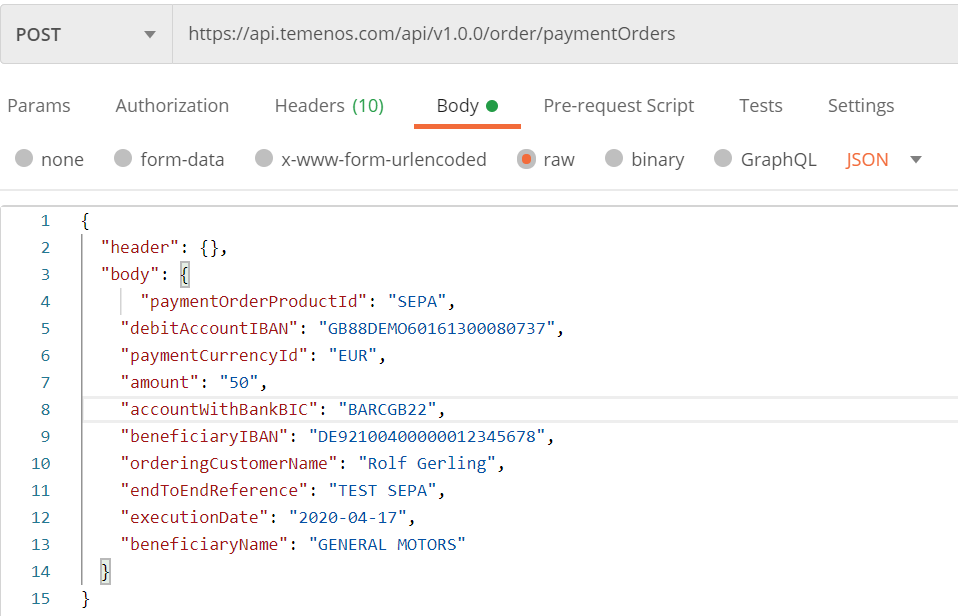 POST https://api.temenos.com/api/v1.0.0/order/paymentOrders
Params Authorization Headers (10) Body Pre-request Script Tests Settings
none form-data x-www-form-urlencoded raw binary GraphQL JSON
1 {
2 "header": {},
3 "body": {
4 "paymentOrderProductId": "SEPA",
5 "debitAccountIBAN": "GB88DEMO60161300080737",
6 "paymentCurrencyId": "EUR",
7 "amount": "50",
8 "accountWithBankBIC": "BARCGB22",
9 "beneficiaryIBAN": "DE92100400000012345678",
10 "orderingCustomerName": "Rolf Gerling",
11 "endToEndReference": "TEST SEPA",
12 "executionDate": "2020-04-17",
13 "beneficiaryName": "GENERAL MOTORS"
14 }
15 }